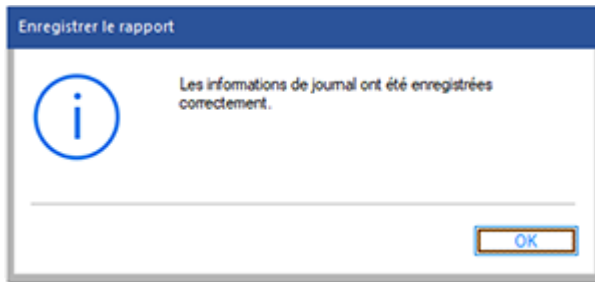 Enregistrer le rapport
Les informations de journal ont été enregistrées
correctement.
OK